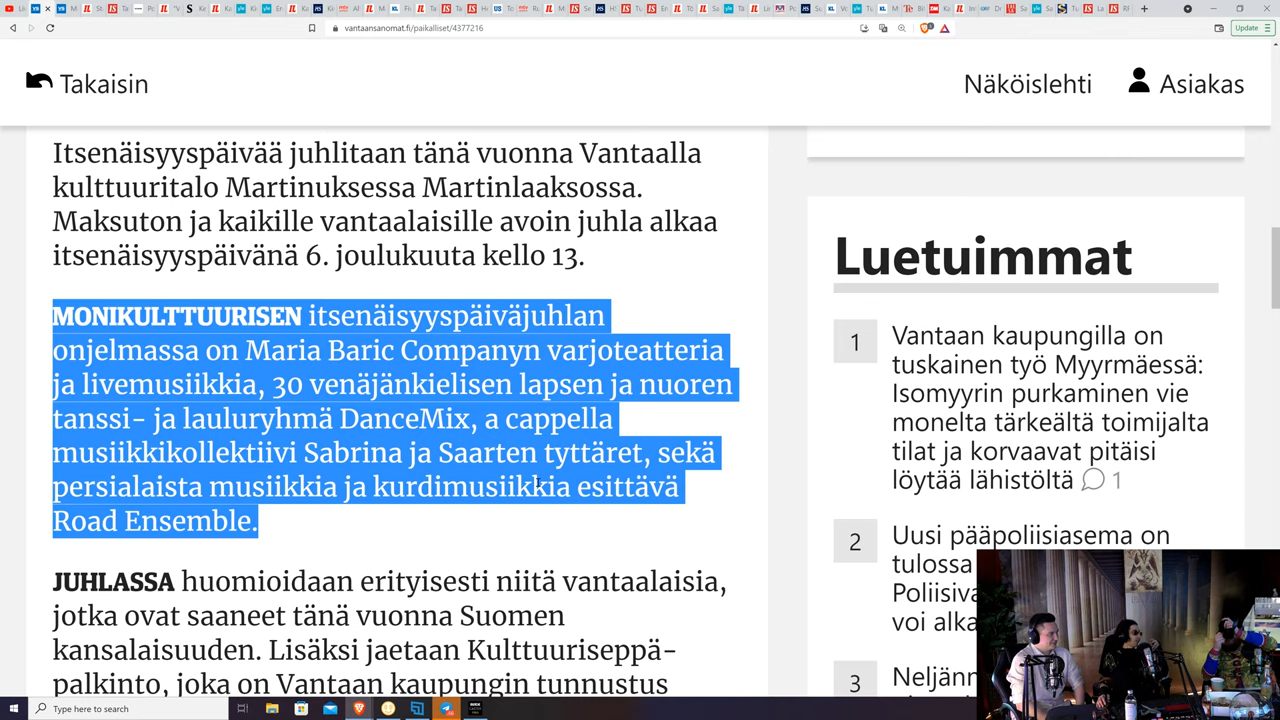 vantaansanomat.fi/paikalliset/4377216
Update
Takaisin
Näköislehti
Asiakas
Itsenäisyyspäivää juhlitaan tänä vuonna Vantaalla
kulttuuritalo Martinuksessa Martinlaaksossa.
Maksuton ja kaikille vantaalaisille avoin juhla alkaa
itsenäisyyspäivänä 6. joulukuuta kello 13.
MONIKULTTUURISEN itsenäisyyspäiväjuhlan
onjelmassa on Maria Baric Companyn varjoteatteria
ja livemusiikkia, 30 venäjänkielisen lapsen ja nuoren
tanssi- ja lauluryhmä DanceMix, a cappella
musiikkikollektiivi Sabrina ja Saarten tyttäret, sekä
persialaista musiikkia ja kurdimusiikkia esittävä
Road Ensemble.
JUHLASSA huomioidaan erityisesti niitä vantaalaisia,
jotka ovat saaneet tänä vuonna Suomen
kansalaisuuden. Lisäksi jaetaan Kulttuuriseppä-
palkinto, joka on Vantaan kaupungin tunnustus
Luetuimmat
1
Vantaan kaupungilla on
tuskainen työ Myyrmäessä:
Isomyyrin purkaminen vie
monelta tärkeältä toimijalta
tilat ja korvaavat pitäisi
löytää lähistöltä 1
2
Uusi pääpoliisiasema on
tulossa
Poliisiva
voi alka
3
Neljänn
Type here to search